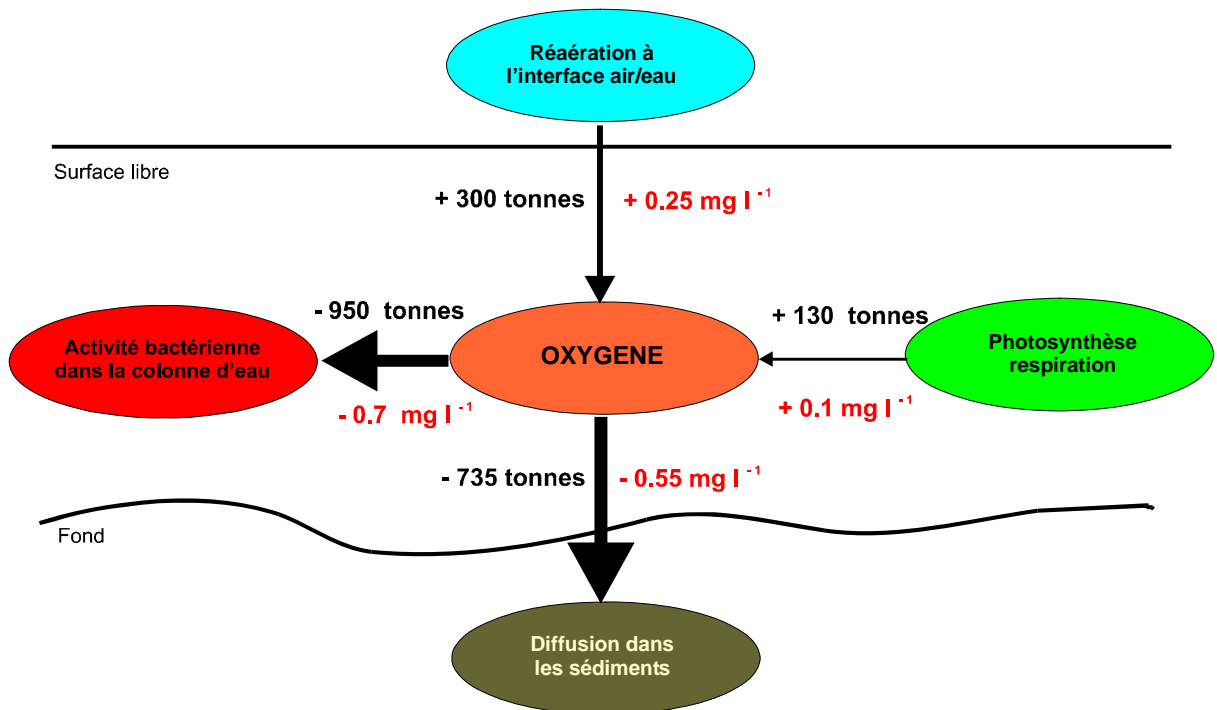 Réaération à
l'interface air/eau
Surface libre
+ 300 tonnes
+ 0.25 mg l ⁻¹
- 950 tonnes
+ 130 tonnes
Activité bactérienne
dans la colonne d'eau
OXYGENE
Photosynthèse
respiration
- 0.7 mg l ⁻¹
+ 0.1 mg l ⁻¹
- 735 tonnes
- 0.55 mg l ⁻¹
Fond
Diffusion dans
les sédiments